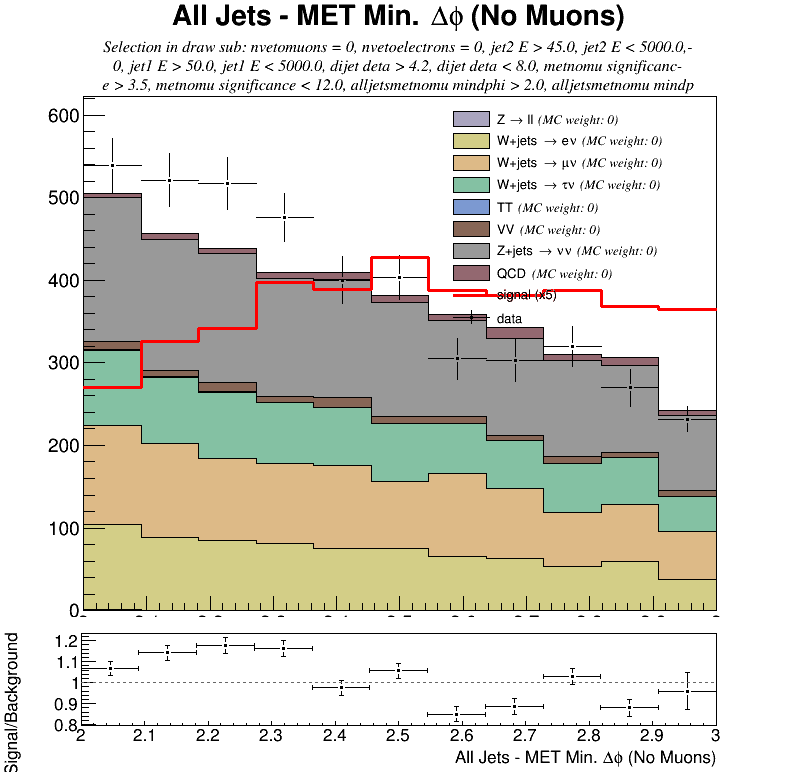 All Jets - MET Min. Δϕ (No Muons)
Selection in draw sub: nvetomuons = 0, nvetoelectrons = 0, jet2 E > 45.0, jet2 E < 5000.0,-
0, jet1 E > 50.0, jet1 E < 5000.0, dijet deta > 4.2, dijet deta < 8.0, metnomu significanc-
e > 3.5, metnomu significance < 12.0, alljetsmetnomu mindphi > 2.0, alljetsmetnomu mindp
600
500
400
300
200
100
0
Z → ll (MC weight: 0)
W+jets → eν (MC weight: 0)
W+jets → μν (MC weight: 0)
W+jets → τν (MC weight: 0)
TT (MC weight: 0)
VV (MC weight: 0)
Z+jets → νν (MC weight: 0)
QCD (MC weight: 0)
signal (x5)
data
Signal/Background
1.2
1.1
1
0.9
0.8
2 2.1 2.2 2.3 2.4 2.5 2.6 2.7 2.8 2.9 3
All Jets - MET Min. Δϕ (No Muons)